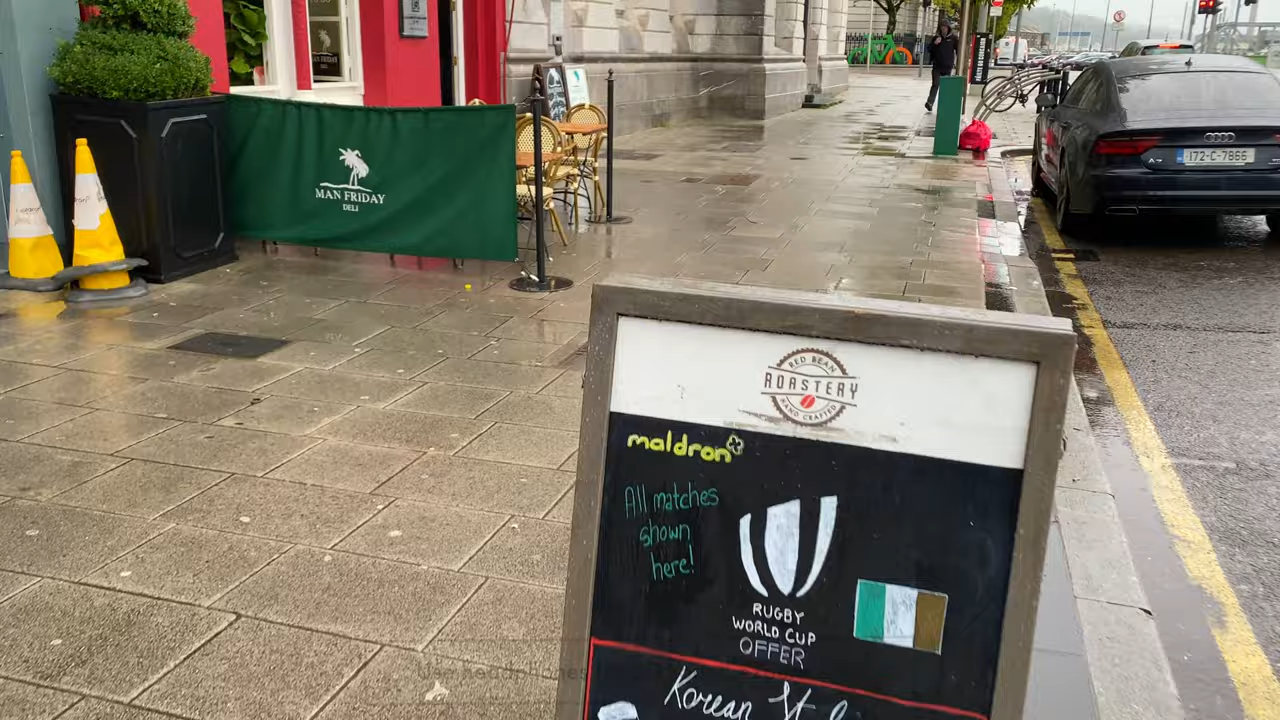 MAN FRIDAY
DELI
172-C-7866
RED BEAN
ROASTERY
HAND CRAFTED
maldron
All matches
shown
here!
RUGBY
WORLD CUP
OFFER
Korean